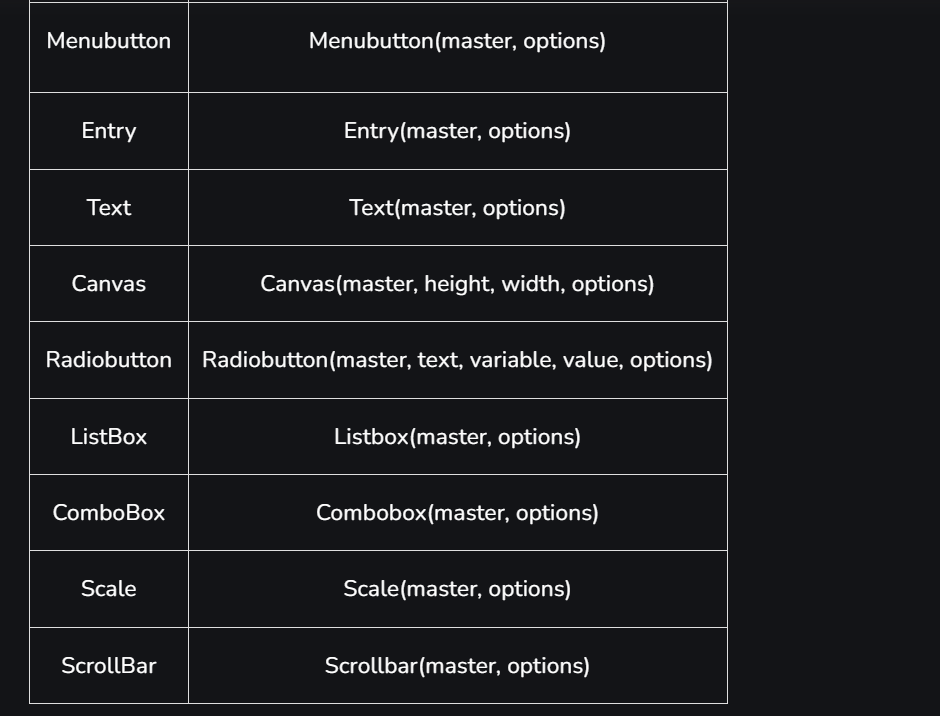 Menubutton Menubutton(master, options)
Entry Entry(master, options)
Text Text(master, options)
Canvas Canvas(master, height, width, options)
Radiobutton Radiobutton(master, text, variable, value, options)
ListBox Listbox(master, options)
ComboBox Combobox(master, options)
Scale Scale(master, options)
ScrollBar Scrollbar(master, options)